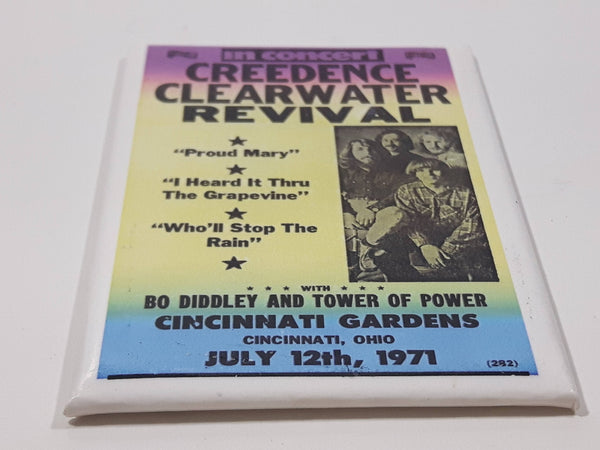 in concert
CREEDENCE
CLEARWATER
REVIVAL
"Proud Mary"
"I Heard It Thru
The Grapevine"
"Who'll Stop The
Rain"
WITH
BO DIDDLEY AND TOWER OF POWER
CINCINNATI GARDENS
CINCINNATI, OHIO
JULY 12th, 1971
(282)